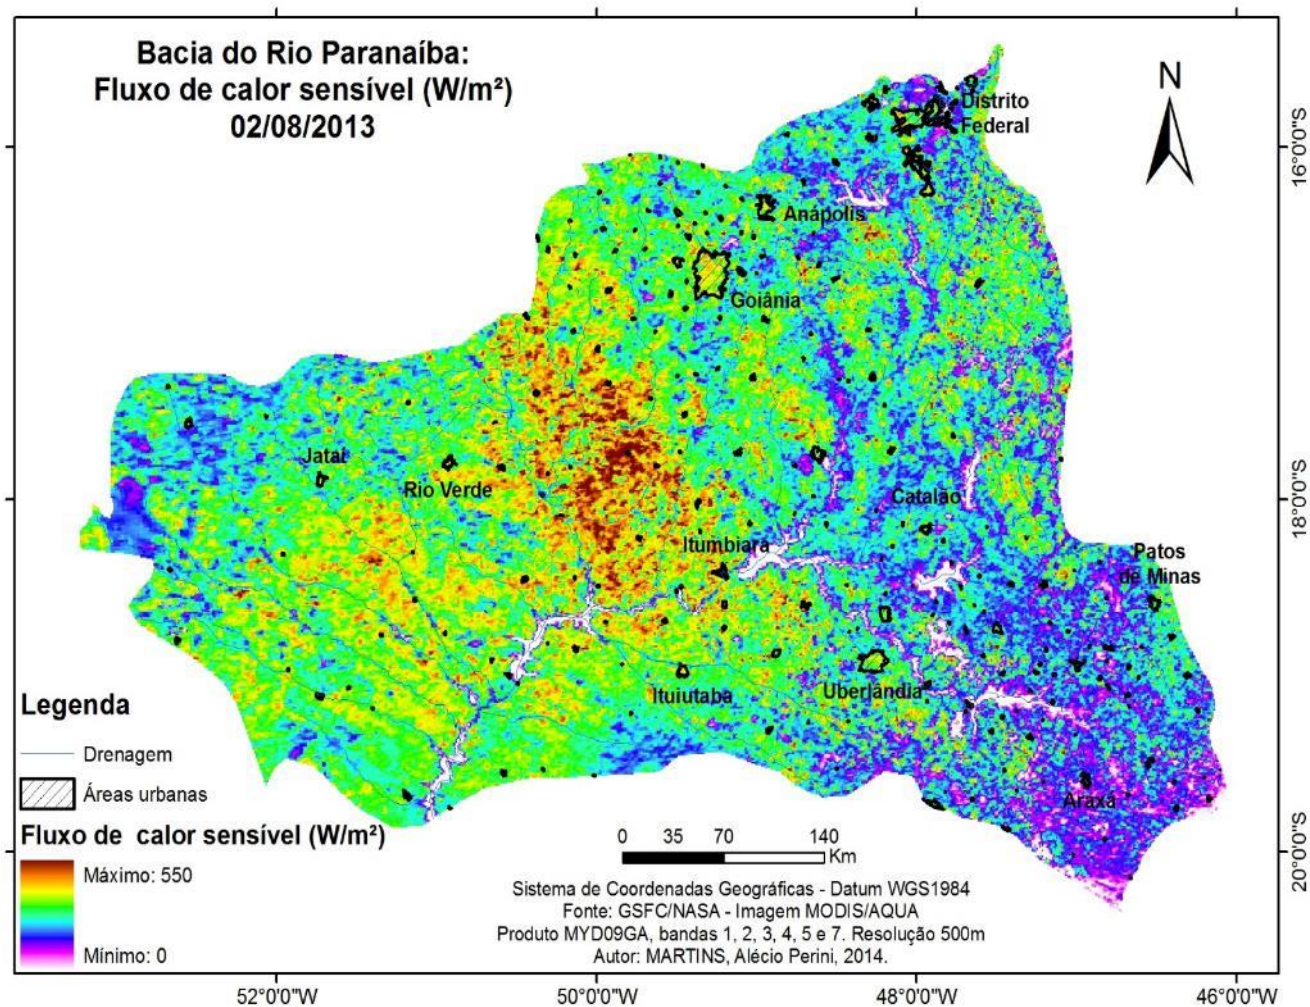 Bacia do Rio Paranaíba:
Fluxo de calor sensível (W/m²)
02/08/2013
N
Distrito
Federal
16°0'0"S
Anápolis
Goiânia
Jataí
Rio Verde
Catalão
18°0'0"S
Itumbiara
Patos
de Minas
Ituiutaba
Uberlândia
Araxá
20°0'0"S
Legenda
Drenagem
Áreas urbanas
Fluxo de calor sensível (W/m²)
Máximo: 550
Mínimo: 0
0 35 70 140
Km
Sistema de Coordenadas Geográficas - Datum WGS1984
Fonte: GSFC/NASA - Imagem MODIS/AQUA
Produto MYD09GA, bandas 1, 2, 3, 4, 5 e 7. Resolução 500m
Autor: MARTINS, Alécio Perini, 2014.
52°0'0"W 50°0'0"W 48°0'0"W 46°0'0"W